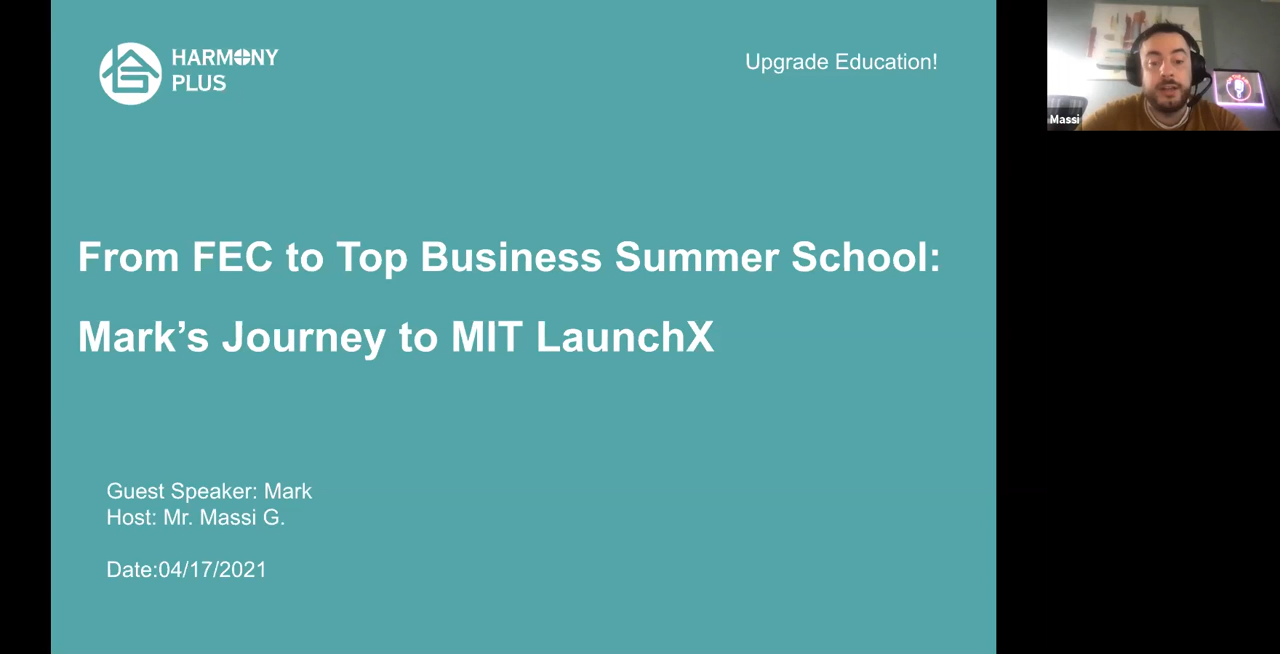 HARMONY
PLUS
Upgrade Education!
From FEC to Top Business Summer School:
Mark’s Journey to MIT LaunchX
Guest Speaker: Mark
Host: Mr. Massi G.
Date:04/17/2021
Massi